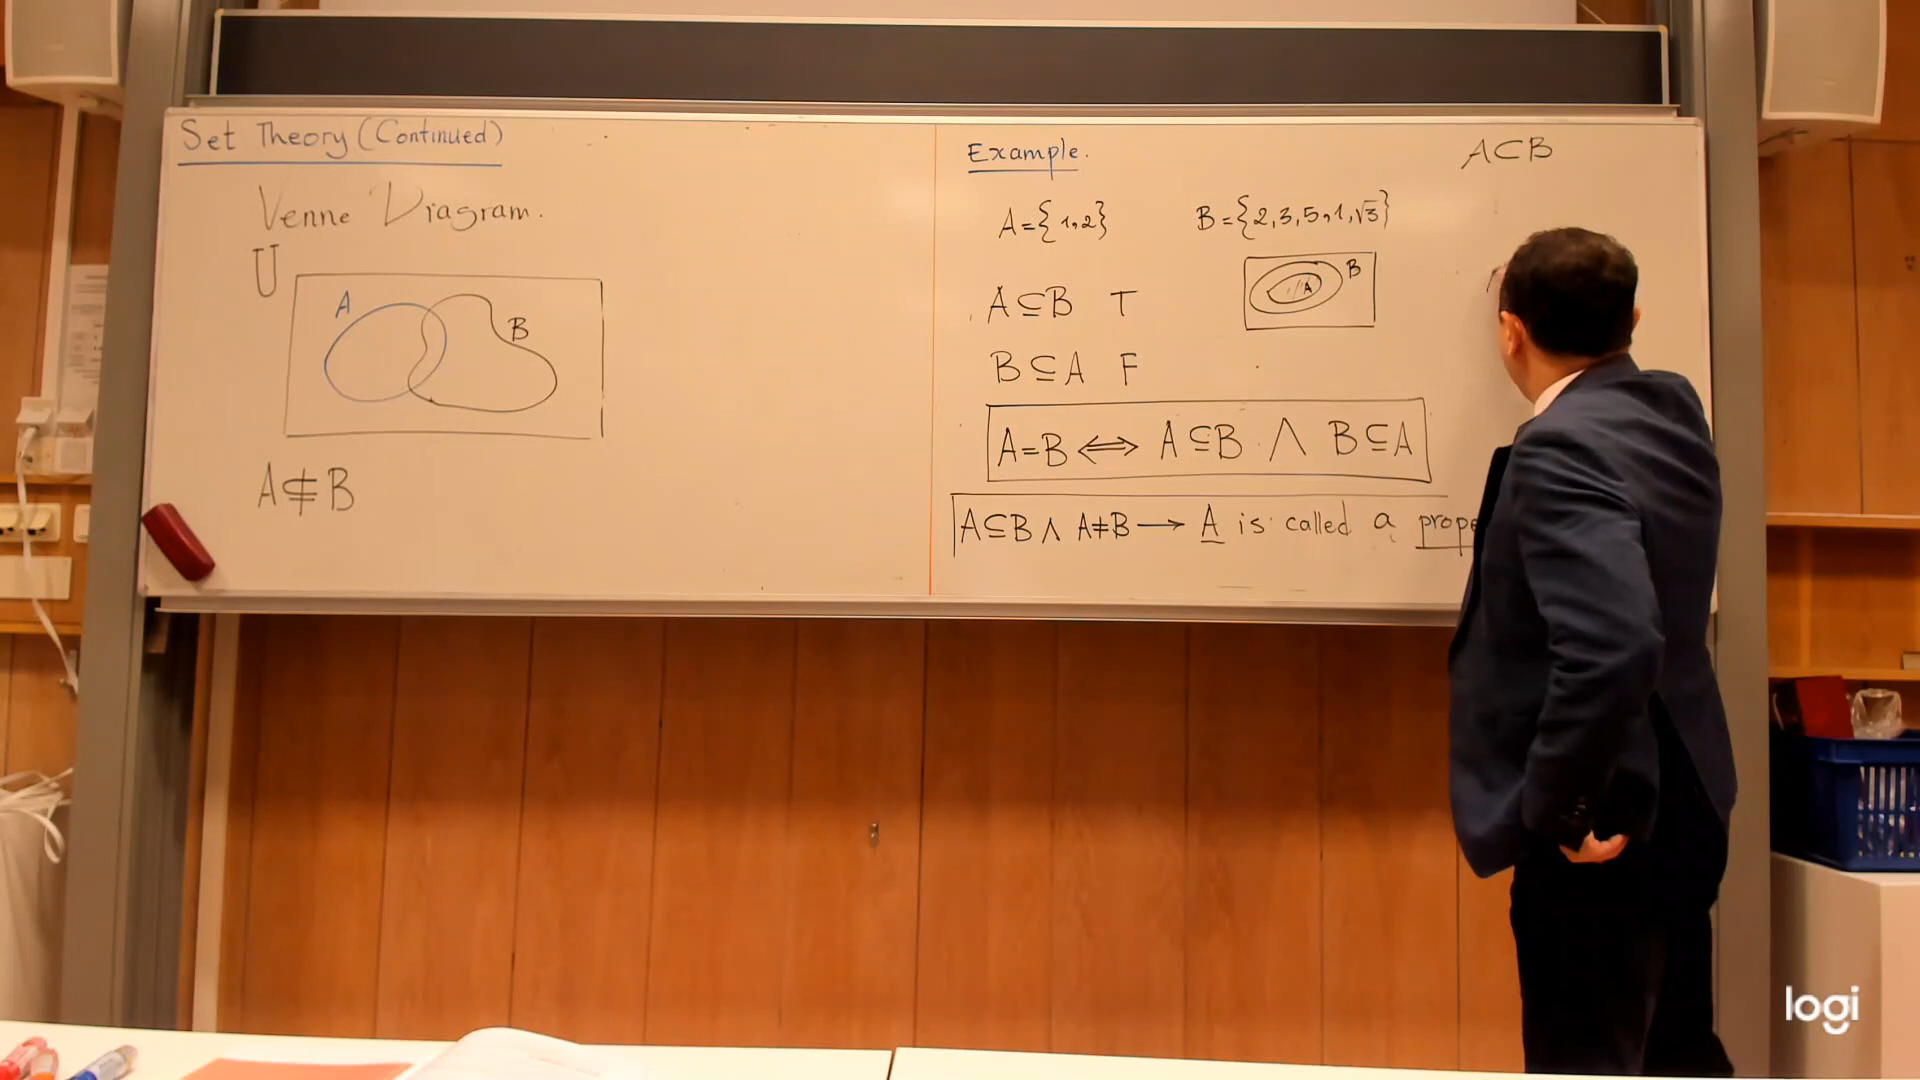 Set Theory (Continued)
Venne Diagram.
U
A
B
A⊈B
Example.
A⊂B
A={1,2}
B={2,3,5,1,√3}
A⊆B T
B
A
B⊆A F
A=B⟺A⊆B ∧ B⊆A
A⊆B ∧ A≠B → A is called a prope
logi